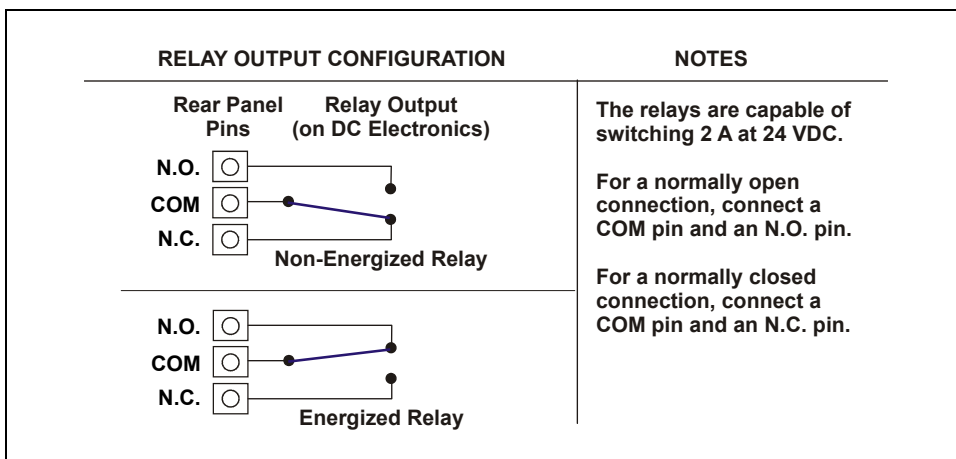 RELAY OUTPUT CONFIGURATION
NOTES
Rear Panel
Pins
Relay Output
(on DC Electronics)
N.O.
COM
N.C.
Non-Energized Relay
N.O.
COM
N.C.
Energized Relay
The relays are capable of
switching 2 A at 24 VDC.
For a normally open
connection, connect a
COM pin and an N.O. pin.
For a normally closed
connection, connect a
COM pin and an N.C. pin.